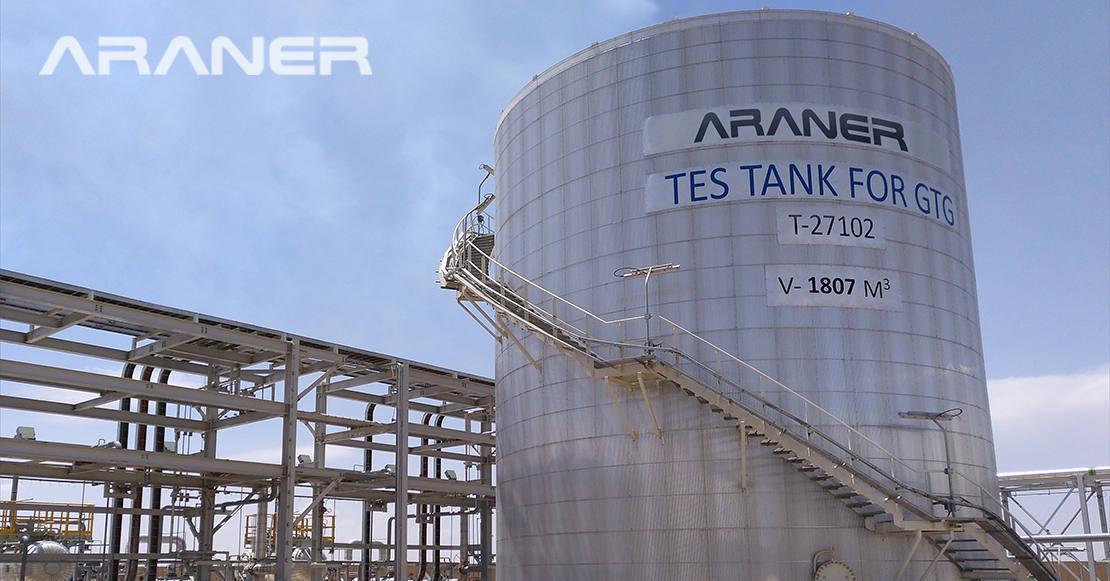 ARANER
ARANER
TES TANK FOR GTG
T-27102
V- 1807 M³